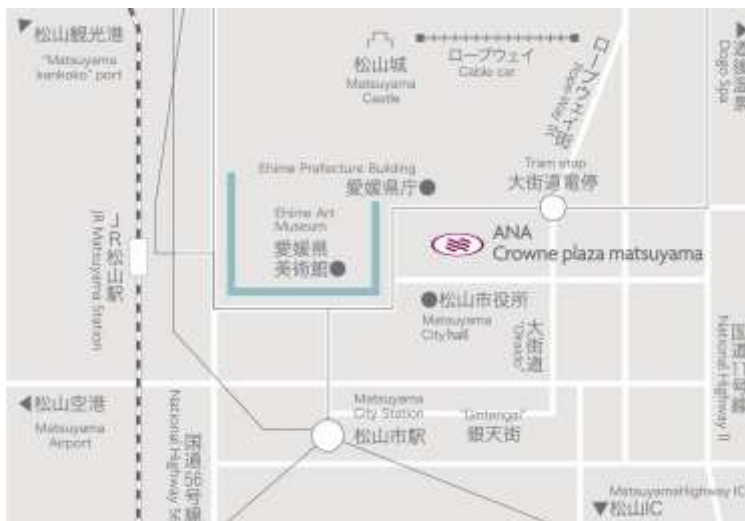 松山観光港
"Matsuyama
kankoko" port
松山城
Matsuyama
Castle
ロープウェイ
Cable car
ロープウェイ街
Rope Way St.
道後温泉
Dogo Spa
Ehime Prefecture Building
愛媛県庁
Tram stop
大街道電停
Ehime Art
Museum
愛媛県
美術館
ANA
Crowne plaza matsuyama
JR松山駅
JR Matsuyama Station
松山市役所
Matsuyama
Cityhall
大街道
"Okaido"
国道11号線
National Highway 11
松山空港
Matsuyama
Airport
国道56号線
National Highway 56
Matsuyama
City Station
松山市駅
"Gintengai"
銀天街
MatsuyamaHighway IC
松山IC